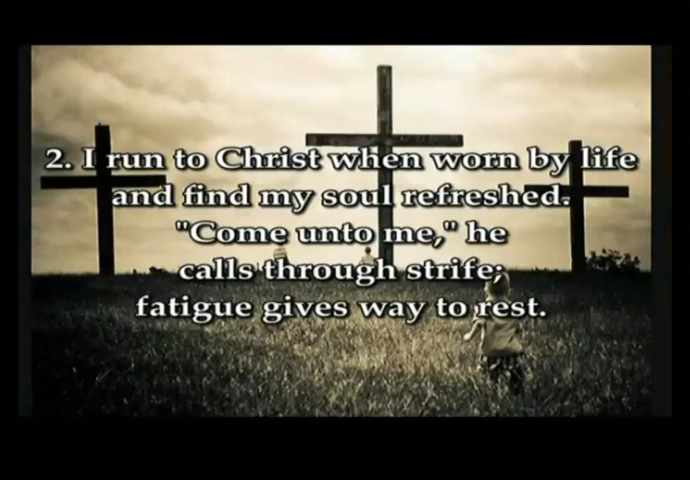 2. I run to Christ when worn by life
and find my soul refreshed.
"Come unto me," he
calls through strife;
fatigue gives way to rest.